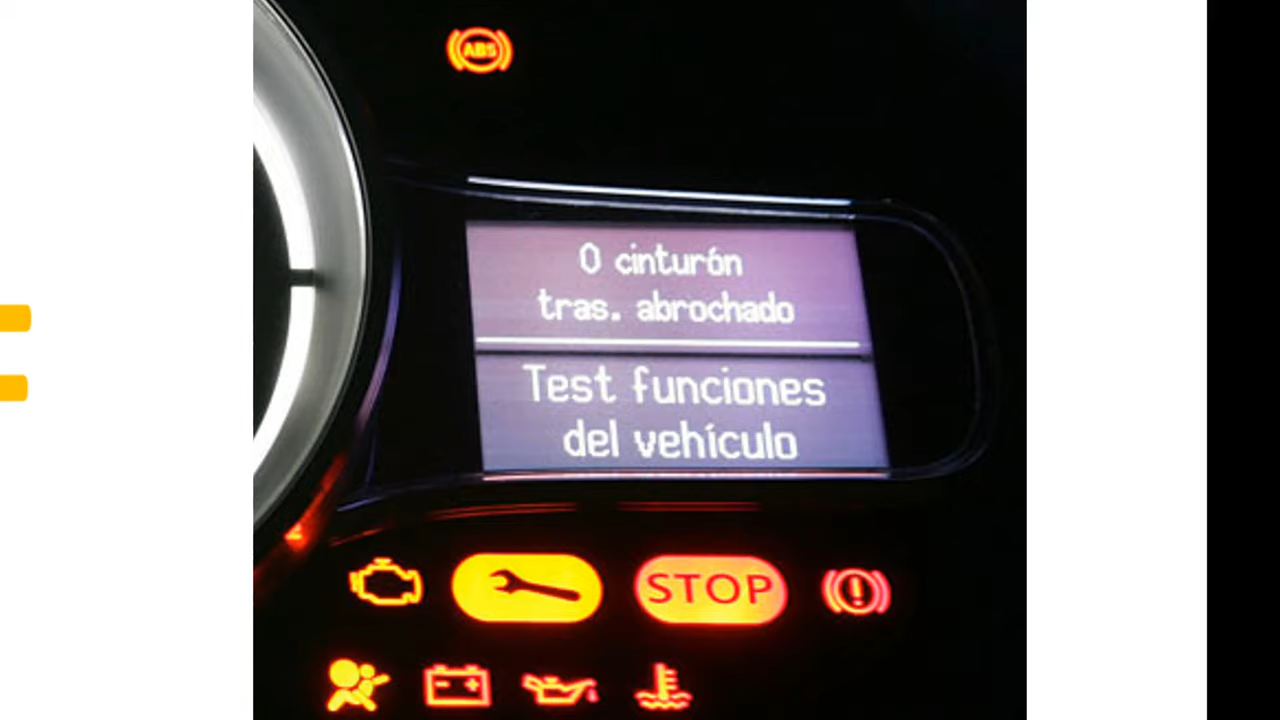 ABS
0 cinturón
tras. abrochado
Test funciones
del vehículo
STOP